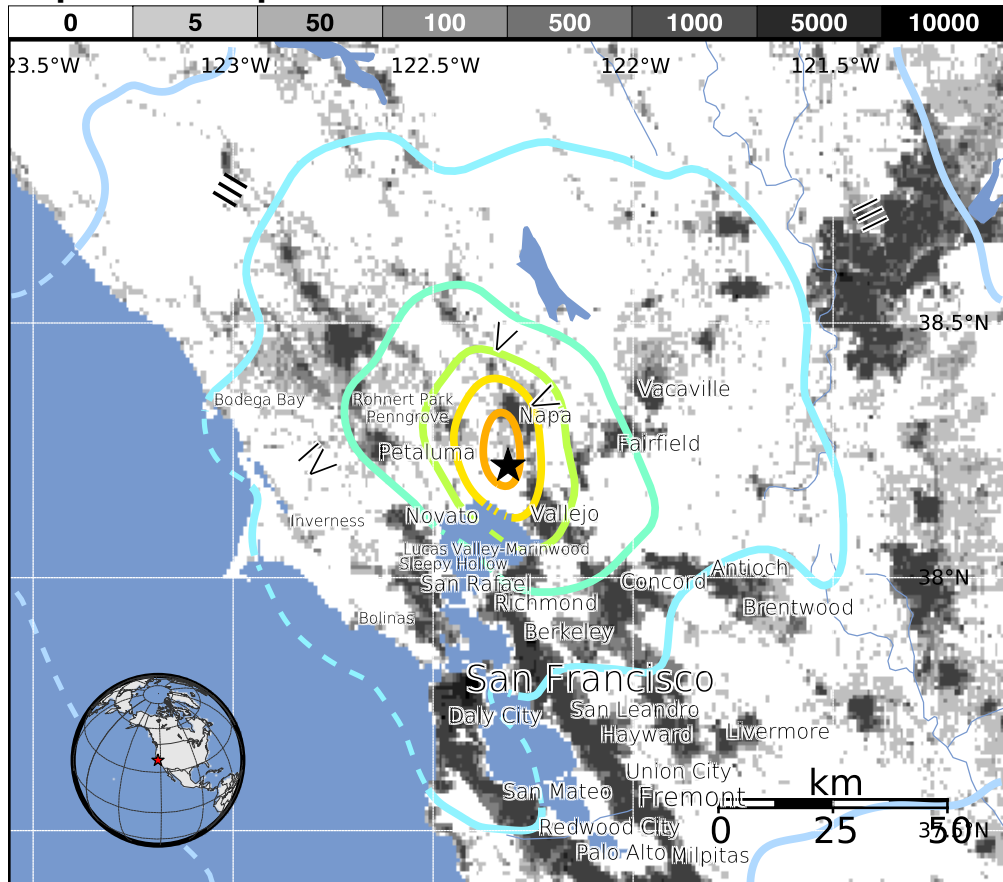 0 5 50 100 500 1000 5000 10000
23.5°W 123°W 122.5°W 122°W 121.5°W
III
III
38.5°N
V
Vacaville
Bodega Bay
Rohnert Park
V
Penngrove
Napa
Fairfield
Petaluma
IV
Novato
Vallejo
Inverness
Lucas Valley-Marinwood
Sleepy Hollow
Antioch
San Rafael
Concord
38°N
Richmond
Brentwood
Bolinas
Berkeley
San Francisco
Daly City
San Leandro
Hayward
Livermore
Union City
km
San Mateo
Fremont
Redwood City
0 25 50
37.5°N
Palo Alto
Milpitas